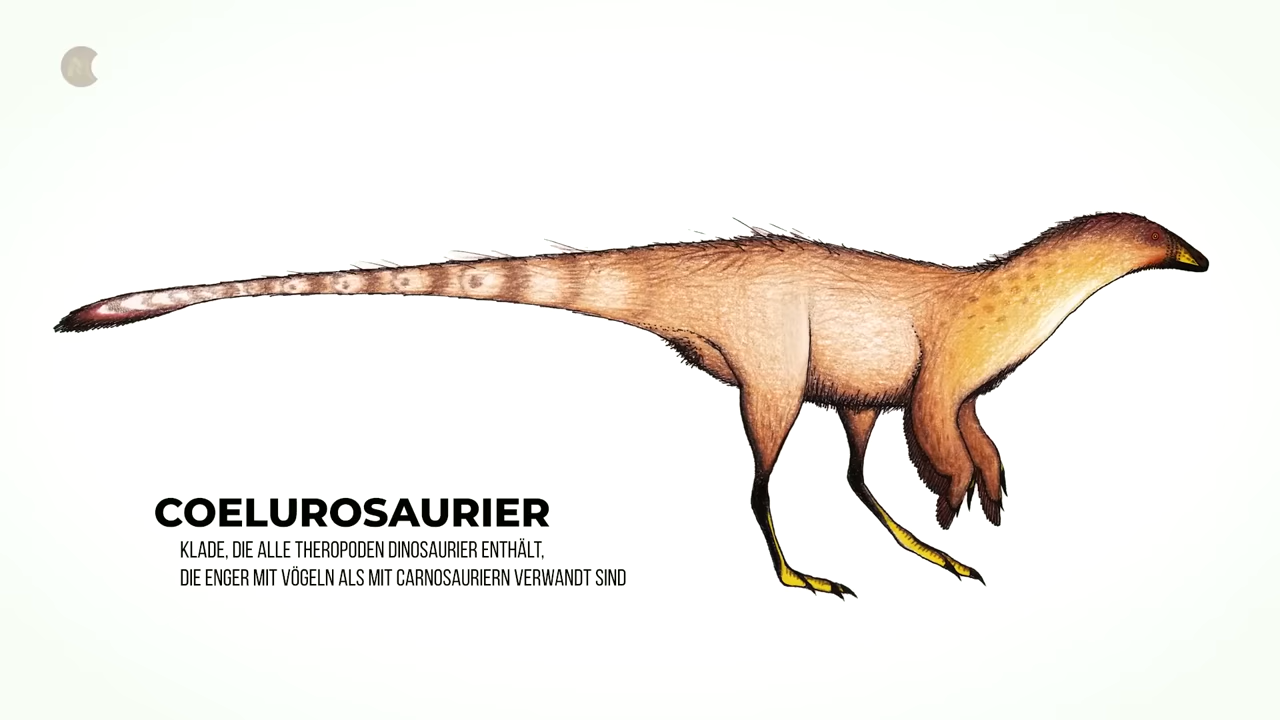 COELUROSAURIER
KLADE, DIE ALLE THEROPODEN DINOSAURIER ENTHÄLT,
DIE ENGER MIT VÖGELN ALS MIT CARNOSAURIERN VERWANDT SIND